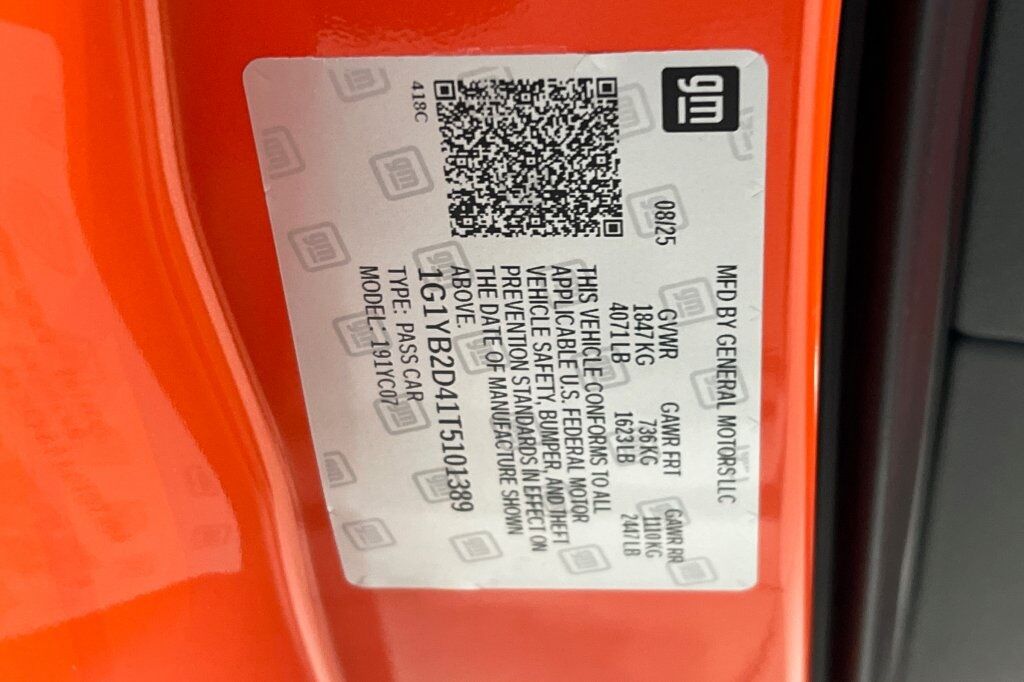 gm
418C
08/25
MFD BY GENERAL MOTORS LLC
GVWR GAWR FRT GAWR RR
1847KG 736KG 1110KG
4071LB 1623LB 2447LB
THIS VEHICLE CONFORMS TO ALL
APPLICABLE U.S. FEDERAL MOTOR
VEHICLE SAFETY, BUMPER, AND THEFT
PREVENTION STANDARDS IN EFFECT ON
THE DATE OF MANUFACTURE SHOWN
ABOVE.
1G1YB2D41T5101389
TYPE: PASS CAR
MODEL: 191YC07